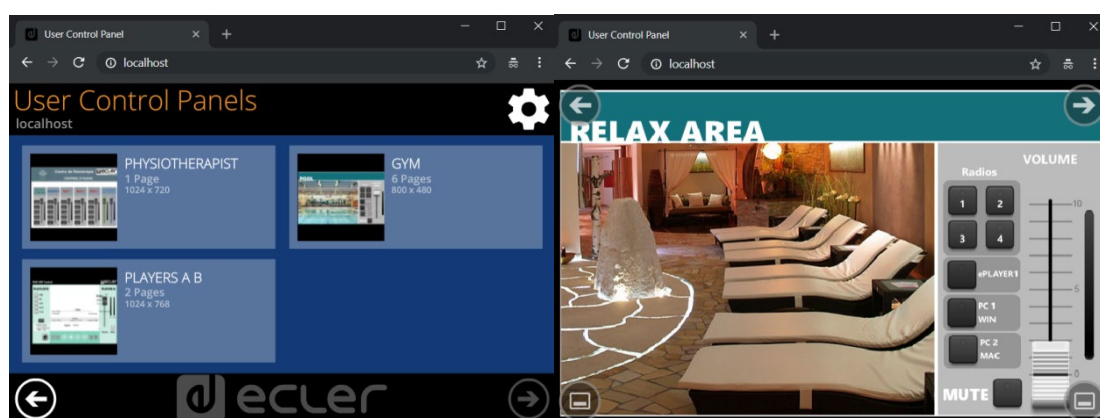 User Control Panel
localhost
User Control Panels
localhost
PHYSIOTHERAPIST
1 Page
1024 x 720
GYM
6 Pages
800 x 480
POOL
PLAYERS A B
2 Pages
1024 x 768
ecler
User Control Panel
localhost
RELAX AREA
VOLUME
Radios
1 2
3 4
ePLAYER1
PC 1
WIN
PC 2
MAC
10
5
0
MUTE